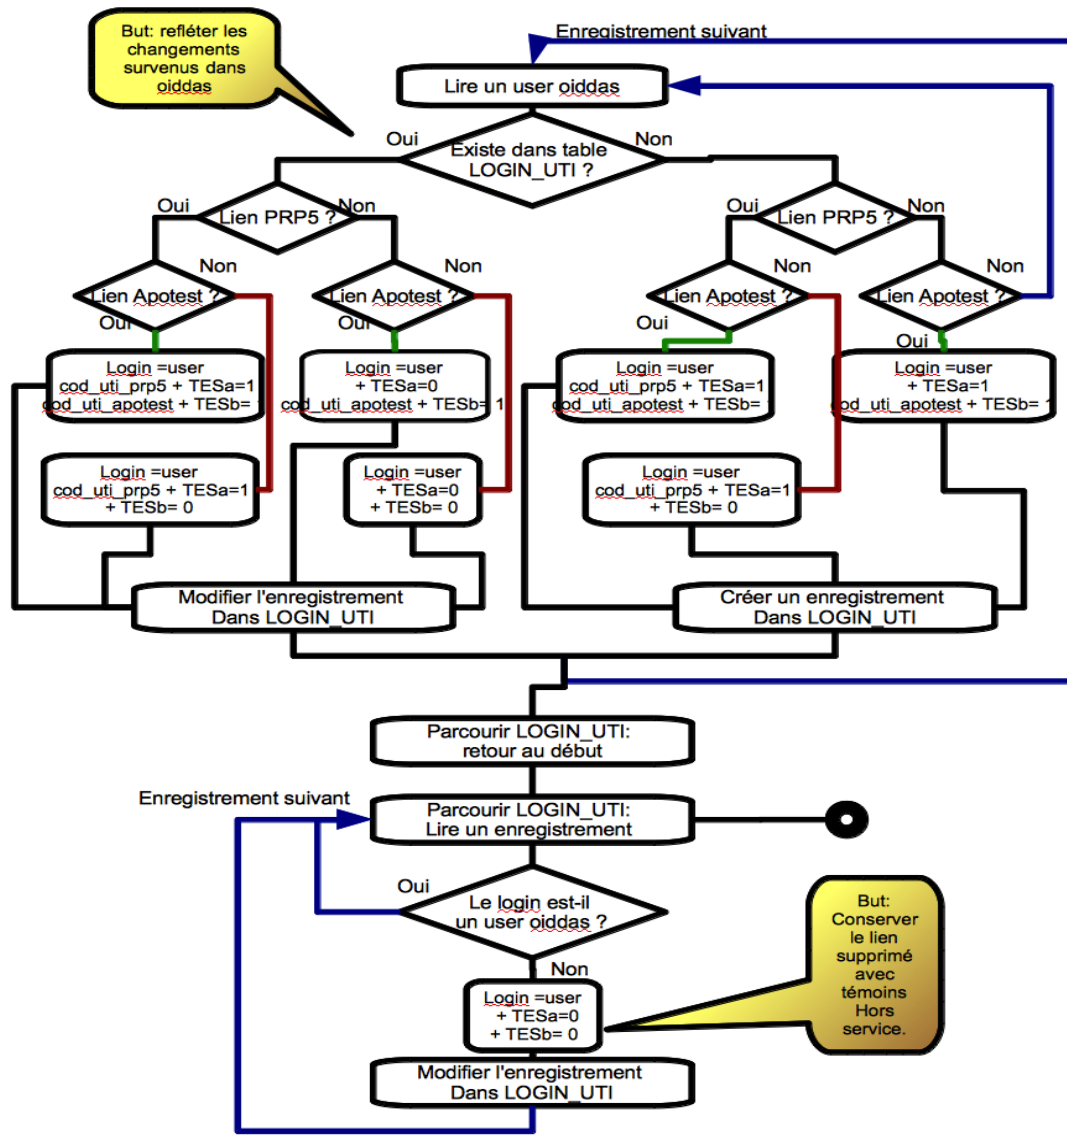 But: refléter les
changements
survenus dans
oiddas
Enregistrement suivant
Lire un user oiddas
Oui
Existe dans table
LOGIN_UTI ?
Non
Oui
Lien PRP5 ?
Non
Oui
Lien PRP5 ?
Non
Lien Apotest ?
Non
Oui
Lien Apotest ?
Non
Oui
Lien Apotest ?
Non
Oui
Lien Apotest ?
Non
Oui
Login =user
cod_uti_prp5 + TESa=1
cod_uti_apotest + TESb= 1
Login =user
+ TESa=0
cod_uti_apotest + TESb= 1
Login =user
cod_uti_prp5 + TESa=1
cod_uti_apotest + TESb= 1
Login =user
+ TESa=1
cod_uti_apotest + TESb= 1
Login =user
cod_uti_prp5 + TESa=1
+ TESb= 0
Login =user
+ TESa=0
+ TESb= 0
Login =user
cod_uti_prp5 + TESa=1
+ TESb= 0
Modifier l'enregistrement
Dans LOGIN_UTI
Créer un enregistrement
Dans LOGIN_UTI
Parcourir LOGIN_UTI:
retour au début
Enregistrement suivant
Parcourir LOGIN_UTI:
Lire un enregistrement
Oui
Le login est-il
un user oiddas ?
Non
But:
Conserver
le lien
supprimé
avec
témoins
Hors
service.
Login =user
+ TESa=0
+ TESb= 0
Modifier l'enregistrement
Dans LOGIN_UTI